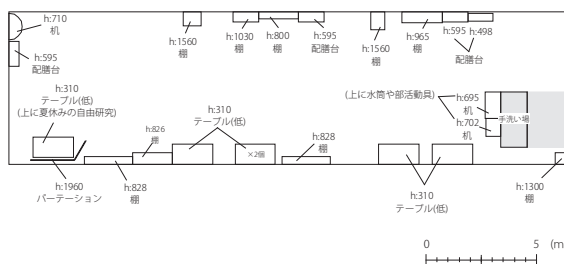 h:710
机
h:595
配膳台
h:1560
棚
h:1030
棚
h:800
棚
h:595
配膳台
h:1560
棚
h:965
棚
h:595
h:498
配膳台
h:310
テーブル(低)
(上に夏休みの自由研究)
h:826
棚
h:310
テーブル(低)
×2個
h:828
棚
(上に水筒や部活動具)
h:695
机
h:702
机
手洗い場
h:1960
パーテーション
h:828
棚
h:310
テーブル(低)
h:1300
棚
0 5 (m